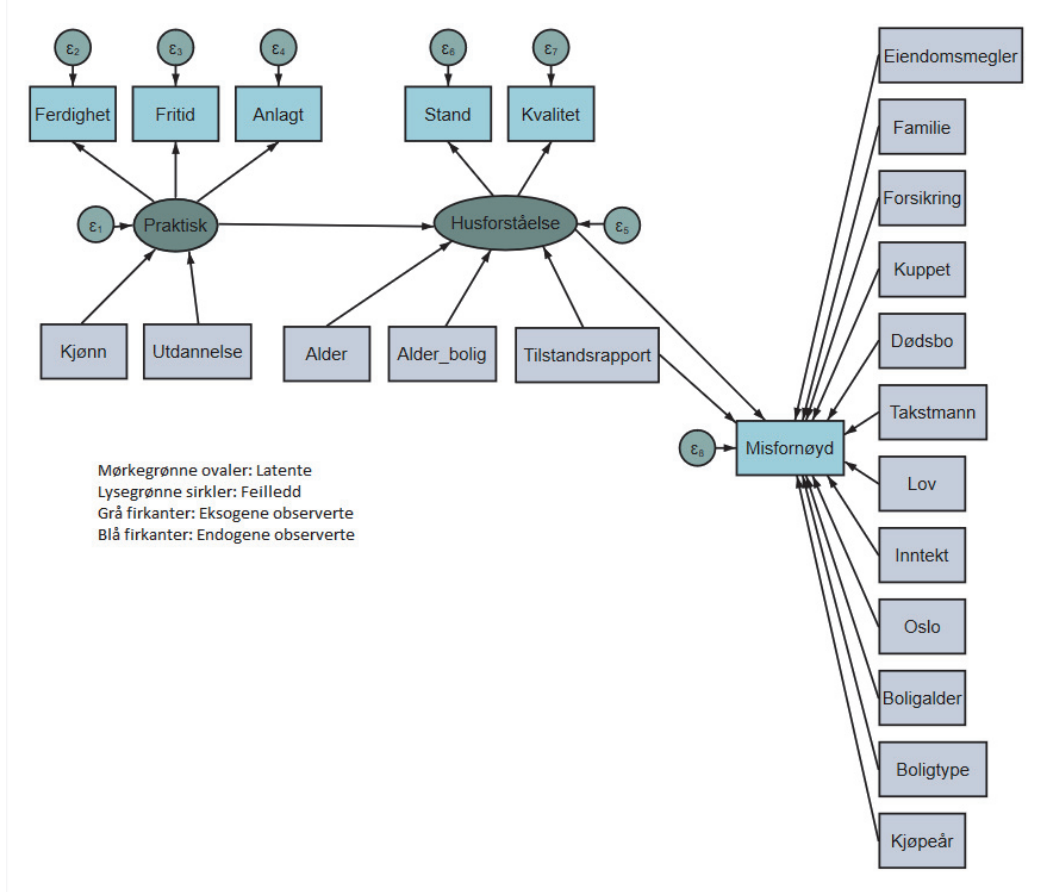 ε₂ ε₃ ε₄ ε₆ ε₇
Eiendomsmegler
Ferdighet Fritid Anlagt Stand Kvalitet
Familie
Forsikring
ε₁ Praktisk Husforståelse ε₅
Kuppet
Kjønn Utdannelse Alder Alder_bolig Tilstandsrapport
Dødsbo
Takstmann
ε₈ Misfornøyd
Lov
Inntekt
Oslo
Boligalder
Boligtype
Kjøpeår
Mørkegrønne ovaler: Latente
Lysegrønne sirkler: Feilledd
Grå firkanter: Eksogene observerte
Blå firkanter: Endogene observerte